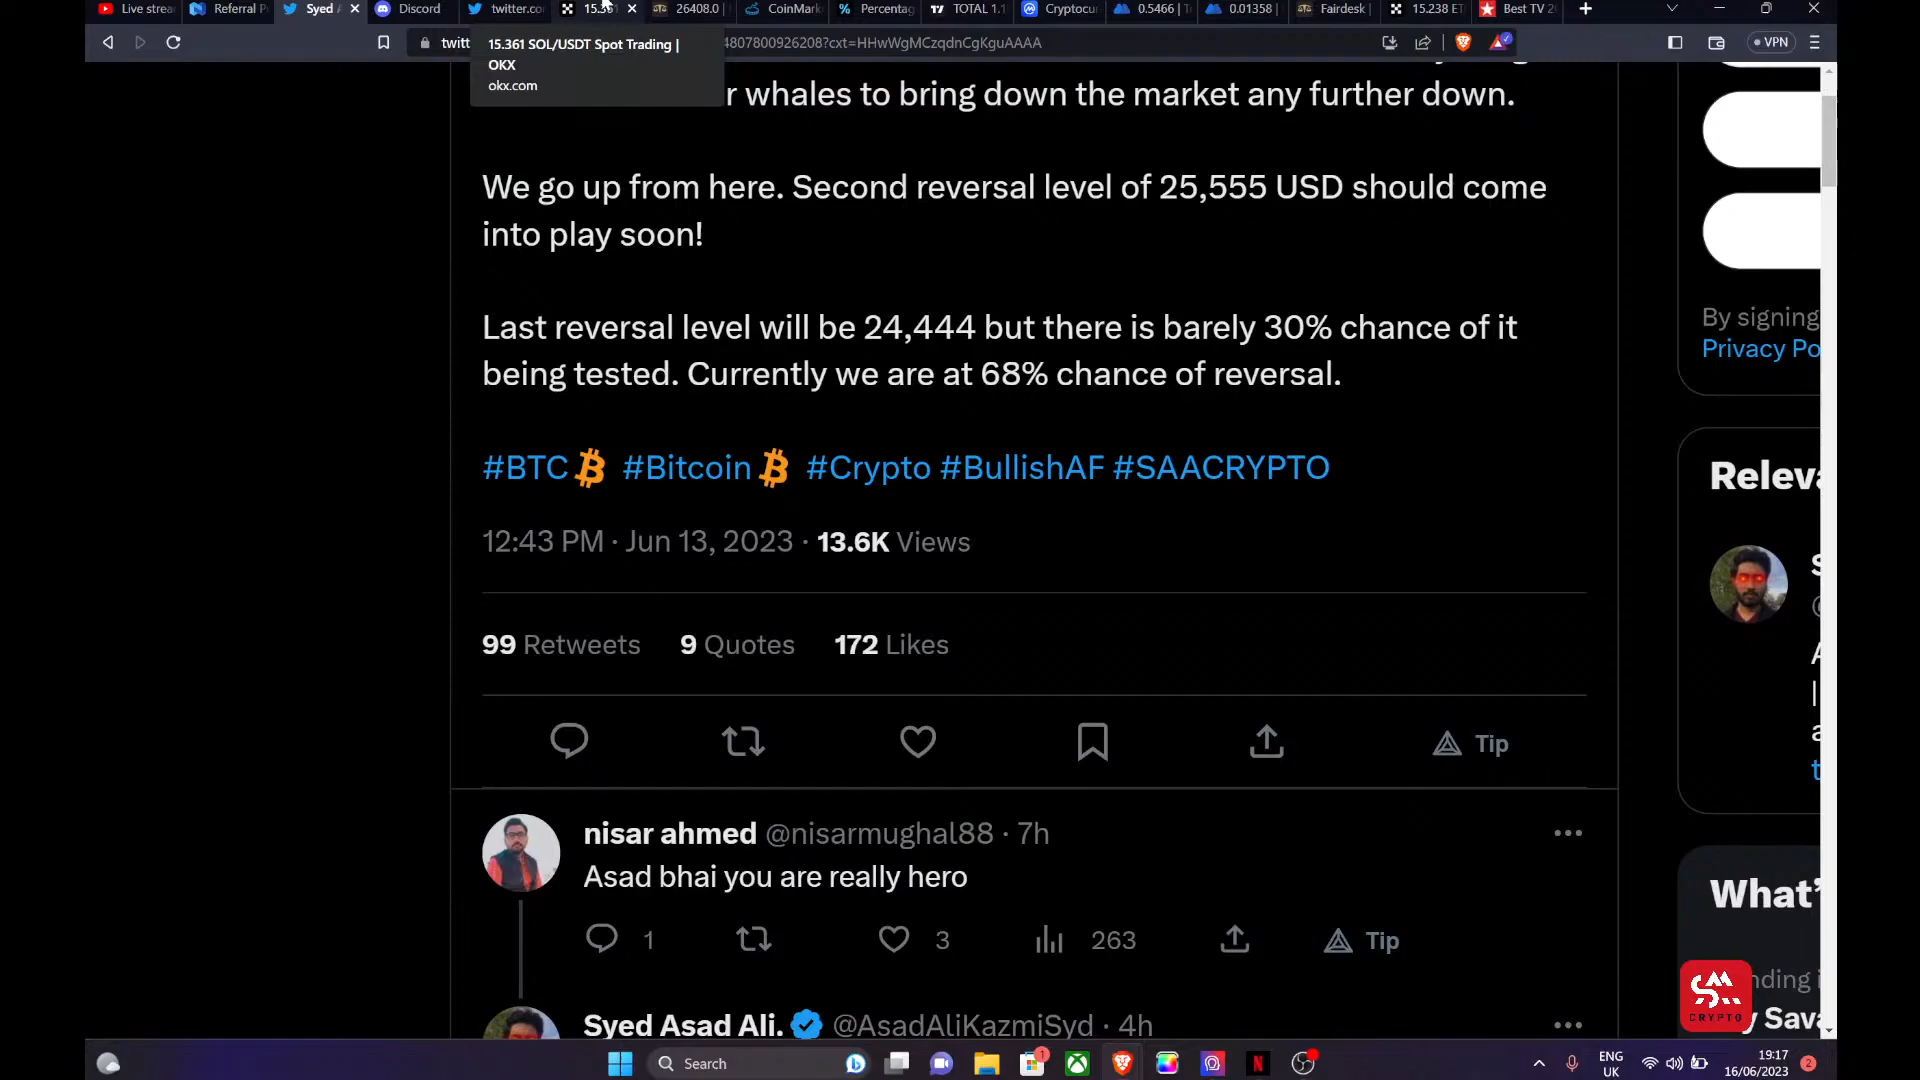 Live strea
Referral P
Syed
Discord
twitter.co
15.361
26408.0 |
CoinMark
Percentag
TOTAL 1.1
Cryptocu
0.5466 | T
0.01358 |
Fairdesk |
15.238 ET
Best TV 20
twitt
4807800926208?cxt=HHwWgMCzqdnCgKguAAAA
VPN
15.361 SOL/USDT Spot Trading |
OKX
okx.com
r whales to bring down the market any further down.
We go up from here. Second reversal level of 25,555 USD should come
into play soon!
Last reversal level will be 24,444 but there is barely 30% chance of it
being tested. Currently we are at 68% chance of reversal.
#BTC #Bitcoin #Crypto #BullishAF #SAACRYPTO
12:43 PM · Jun 13, 2023 · 13.6K Views
99 Retweets 9 Quotes 172 Likes
Tip
nisar ahmed @nisarmughal88 · 7h
Asad bhai you are really hero
1 3 263 Tip
Syed Asad Ali. @AsadAliKazmiSyd · 4h
By signing
Privacy Po
Releva
What'
nding i
y Sava
CRYPTO
Search
1
ENG
UK
19:17
16/06/2023
2